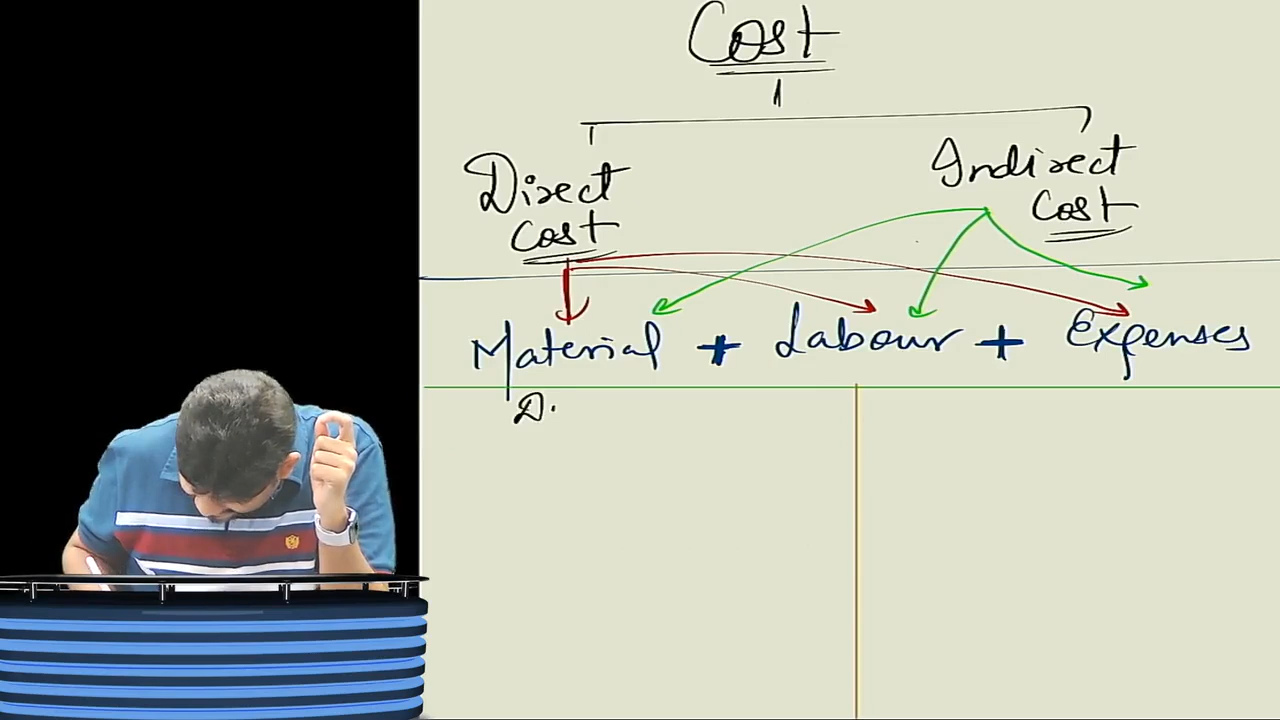 Cost
Direct
Cost
Indirect
Cost
Material + Labour + Expenses
D.